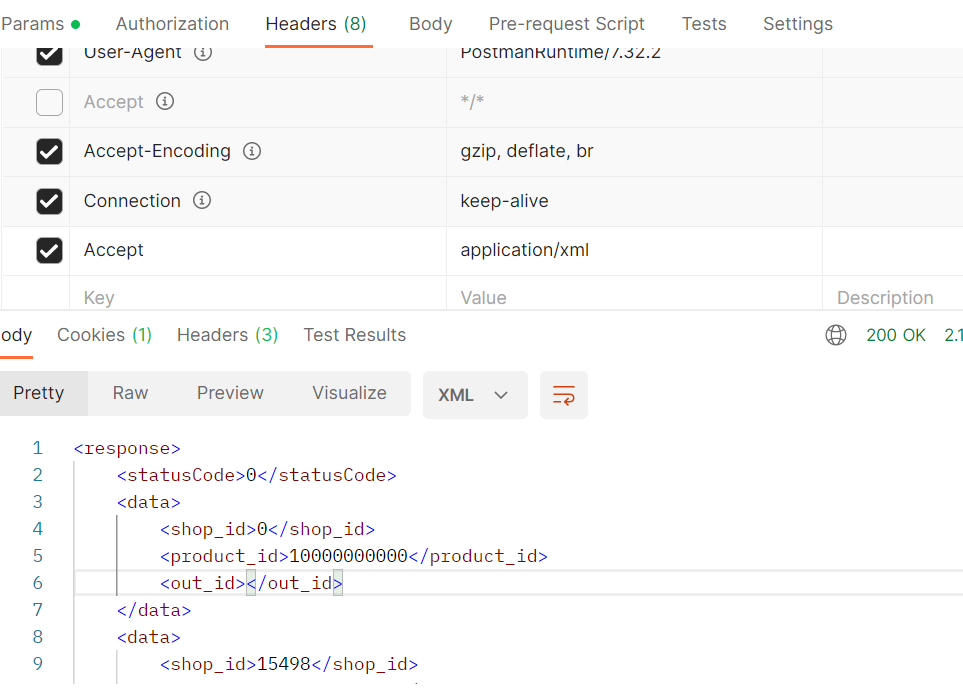 Params Authorization Headers (8) Body Pre-request Script Tests Settings
User-Agent PostmanRuntime/7.32.2
Accept */*
Accept-Encoding gzip, deflate, br
Connection keep-alive
Accept application/xml
Key Value Description
ody Cookies (1) Headers (3) Test Results 200 OK 2.1
Pretty Raw Preview Visualize XML
1 <response>
2 <statusCode>0</statusCode>
3 <data>
4 <shop_id>0</shop_id>
5 <product_id>10000000000</product_id>
6 <out_id></out_id>
7 </data>
8 <data>
9 <shop_id>15498</shop_id>